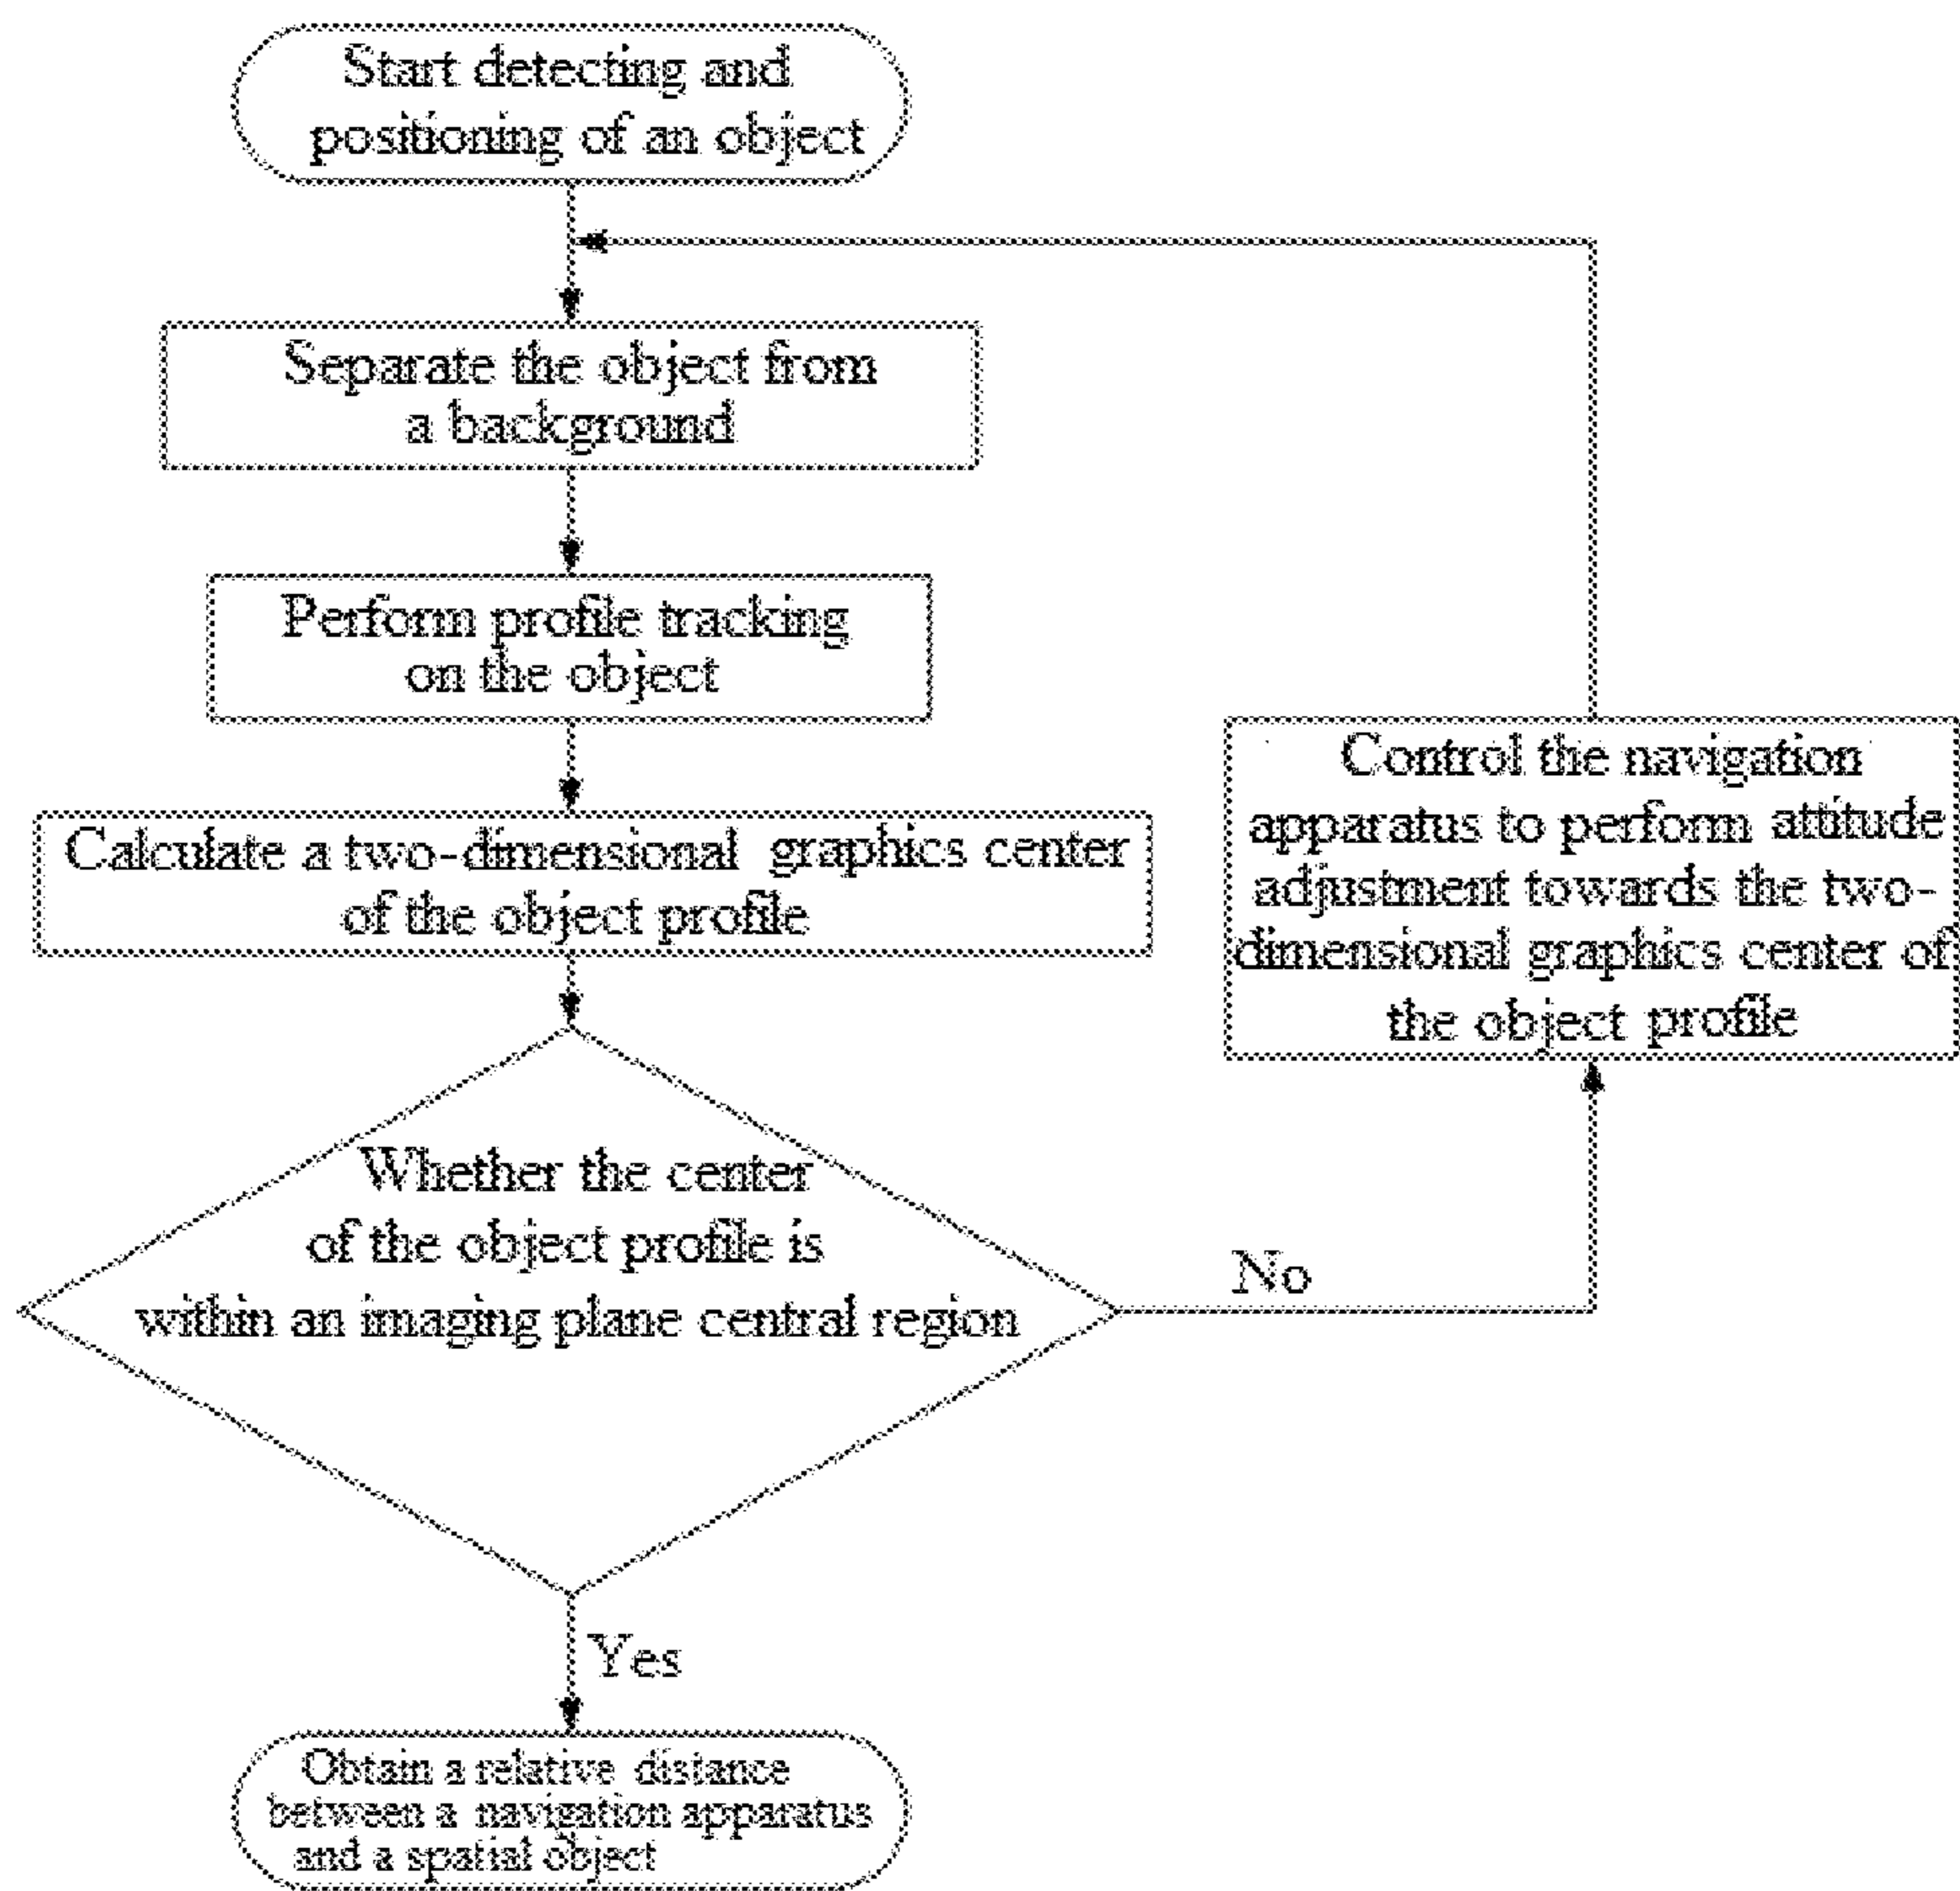 Start detecting and
positioning of an object
Separate the object from
a background
Perform profile tracking
on the object
Calculate a two-dimensional graphics center
of the object profile
Whether the center
of the object profile is
within an imaging plane central region
No
Control the navigation
apparatus to perform attitude
adjustment towards the two-
dimensional graphics center of
the object profile
Yes
Obtain a relative distance
between a navigation apparatus
and a spatial object